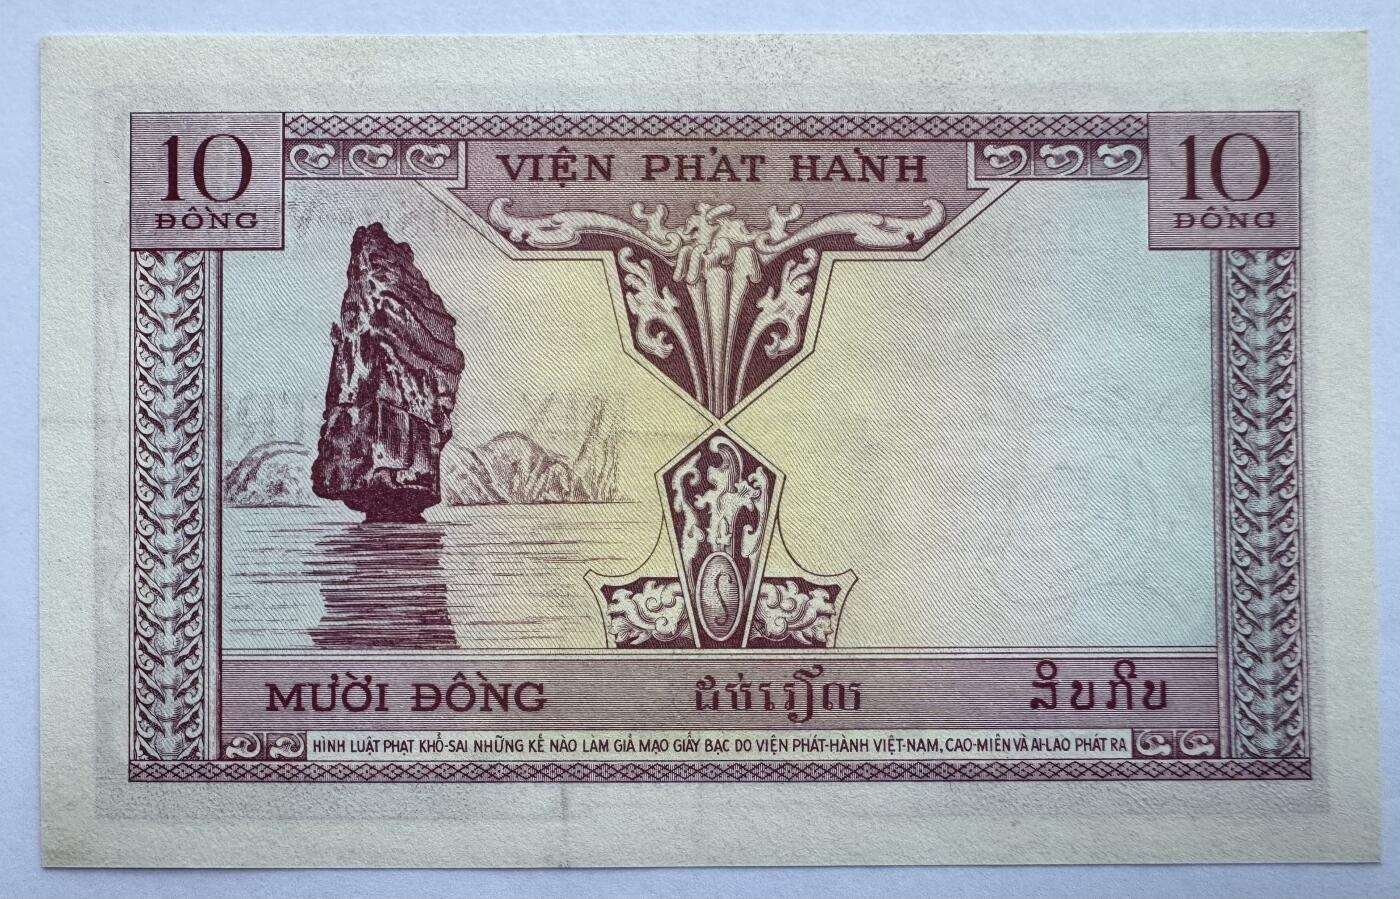 10
ĐỒNG
VIỆN PHÁT HÀNH
10
ĐỒNG
MƯỜI ĐỒNG
ដប់រៀល
ສິບກີບ
HÌNH LUẬT PHẠT KHỔ-SAI NHỮNG KẺ NÀO LÀM GIẢ MẠO GIẤY BẠC DO VIỆN PHÁT-HÀNH VIỆT-NAM, CAO-MIÊN VÀ AI-LAO PHÁT RA